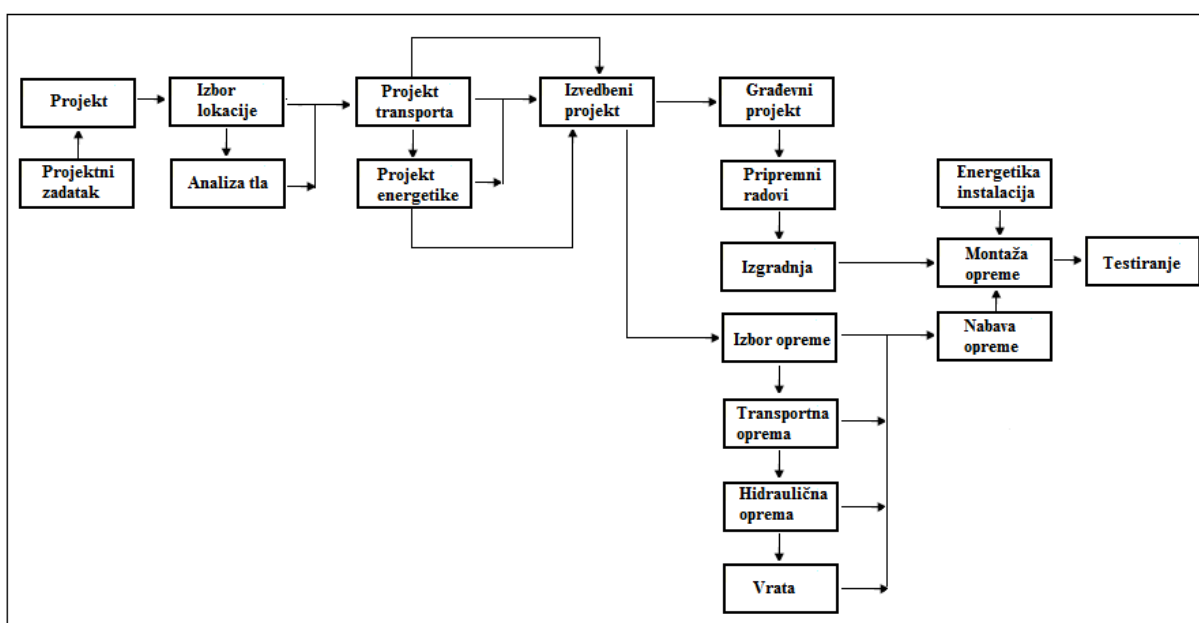 Projekt
Projektni
zadatak
Izbor
lokacije
Analiza tla
Projekt
transporta
Projekt
energetike
Izvedbeni
projekt
Građevni
projekt
Pripremni
radovi
Izgradnja
Izbor opreme
Transportna
oprema
Hidraulična
oprema
Vrata
Energetika
instalacija
Montaža
opreme
Nabava
opreme
Testiranje